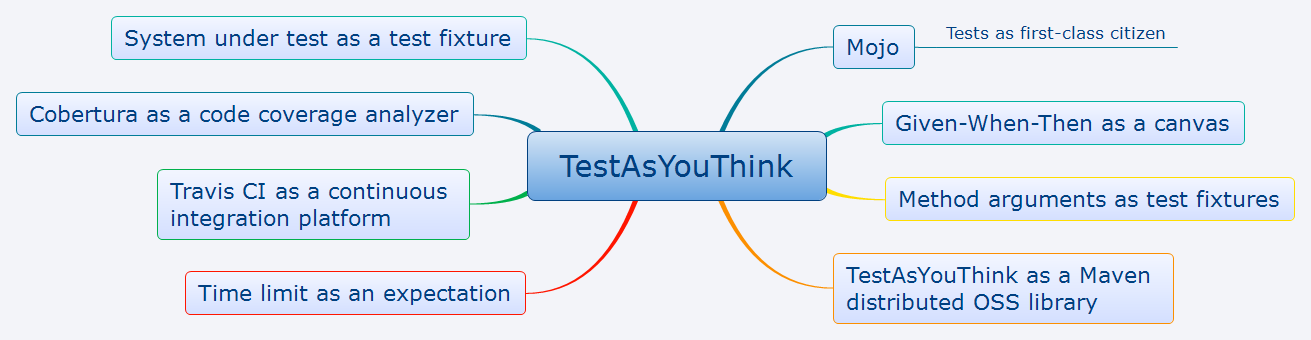 System under test as a test fixture
Cobertura as a code coverage analyzer
Travis CI as a continuous
integration platform
Time limit as an expectation
TestAsYouThink
Mojo
Tests as first-class citizen
Given-When-Then as a canvas
Method arguments as test fixtures
TestAsYouThink as a Maven
distributed OSS library